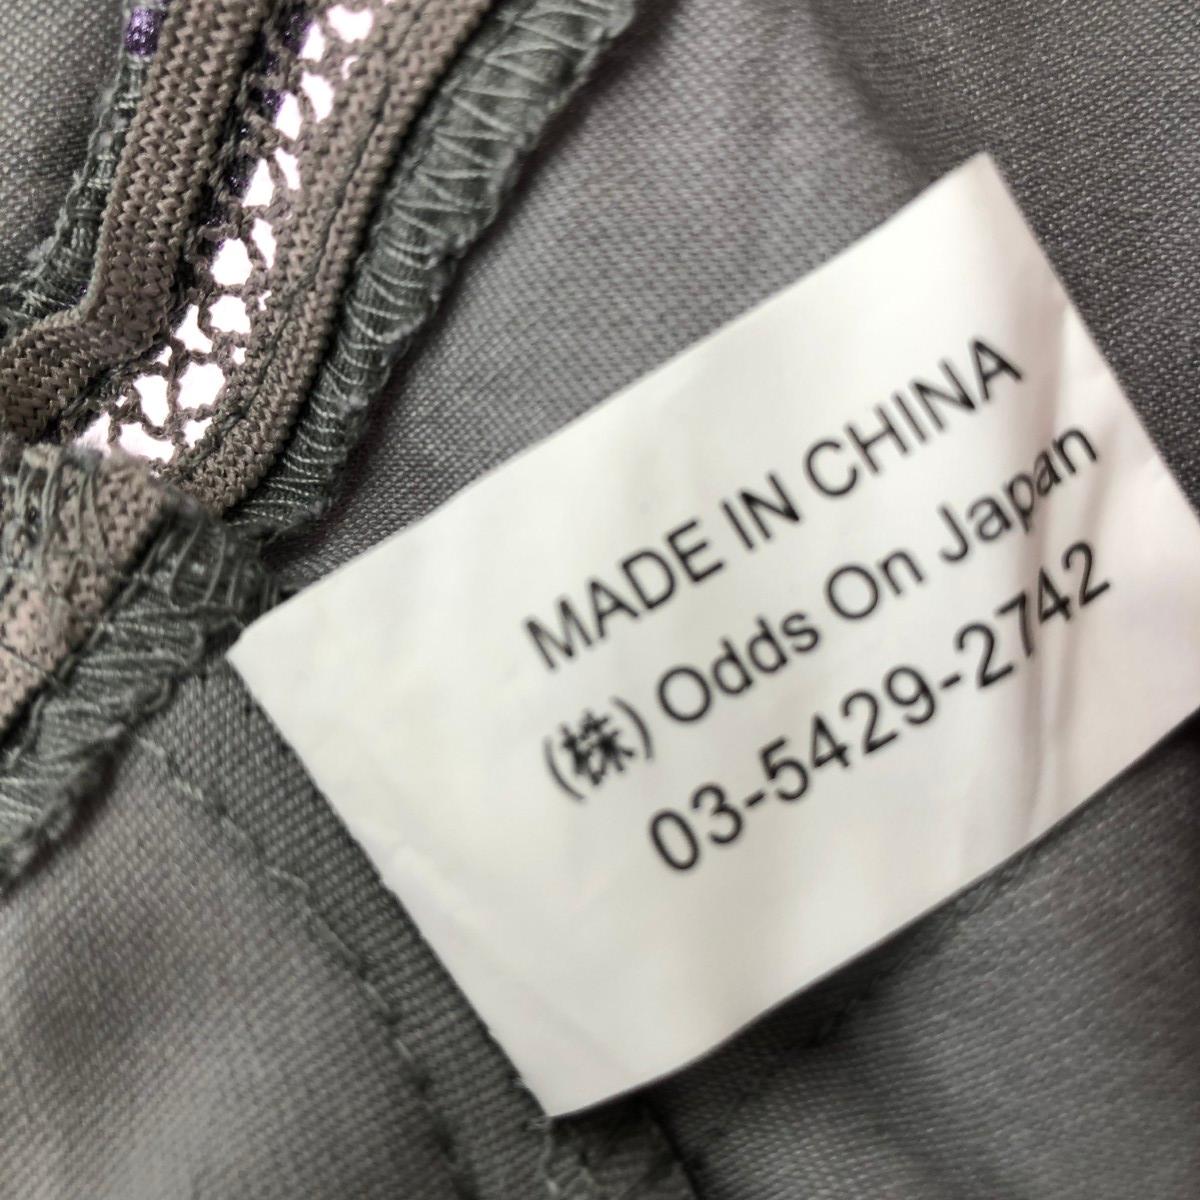 MADE IN CHINA
(株) Odds On Japan
03-5429-2742